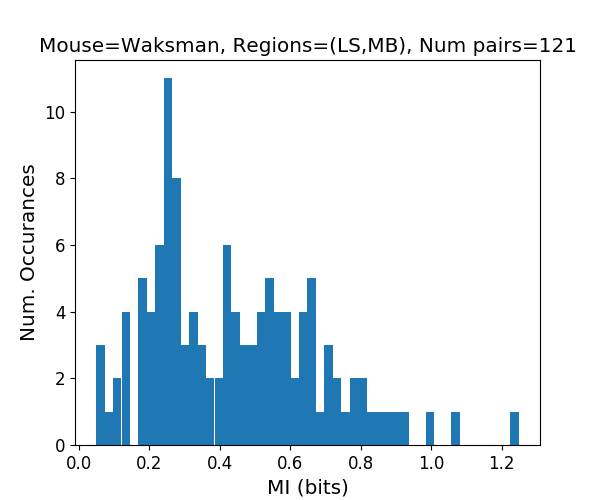 Mouse=Waksman, Regions=(LS,MB), Num pairs=121
Num. Occurances
10
8
6
4
2
0
0.0 0.2 0.4 0.6 0.8 1.0 1.2
MI (bits)